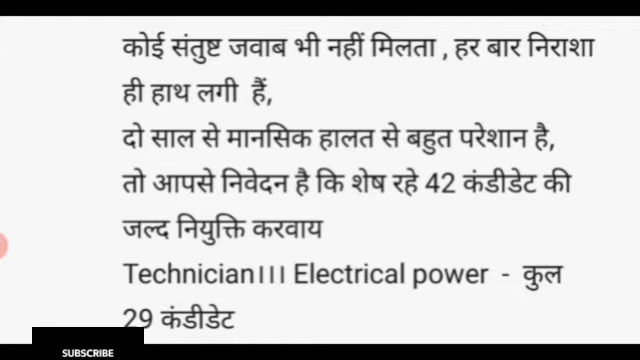 कोई संतुष्ट जवाब भी नहीं मिलता , हर बार निराशा
ही हाथ लगी हैं,
दो साल से मानसिक हालत से बहुत परेशान है,
तो आपसे निवेदन है कि शेष रहे 42 कंडीडेट की
जल्द नियुक्ति करवाय
Technician।।। Electrical power - कुल
29 कंडीडेट
SUBSCRIBE